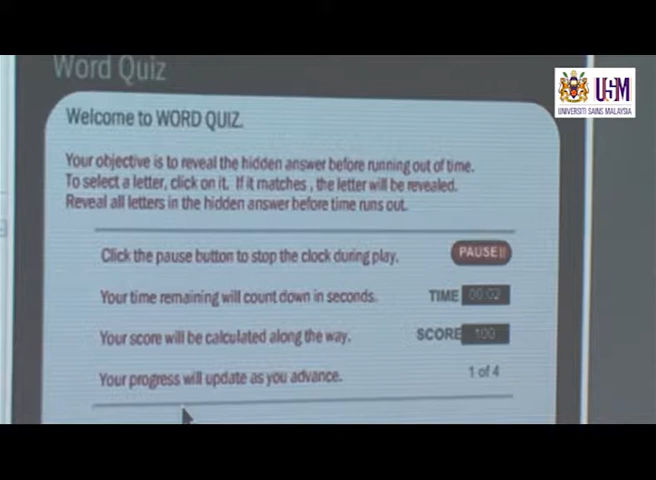 Word Quiz
USM
UNIVERSITI SAINS MALAYSIA
Welcome to WORD QUIZ.
Your objective is to reveal the hidden answer before running out of time.
To select a letter, click on it. If it matches, the letter will be revealed.
Reveal all letters in the hidden answer before time runs out.
Click the pause button to stop the clock during play. PAUSE
Your time remaining will count down in seconds. TIME 00:02
Your score will be calculated along the way. SCORE 100
Your progress will update as you advance. 1 of 4